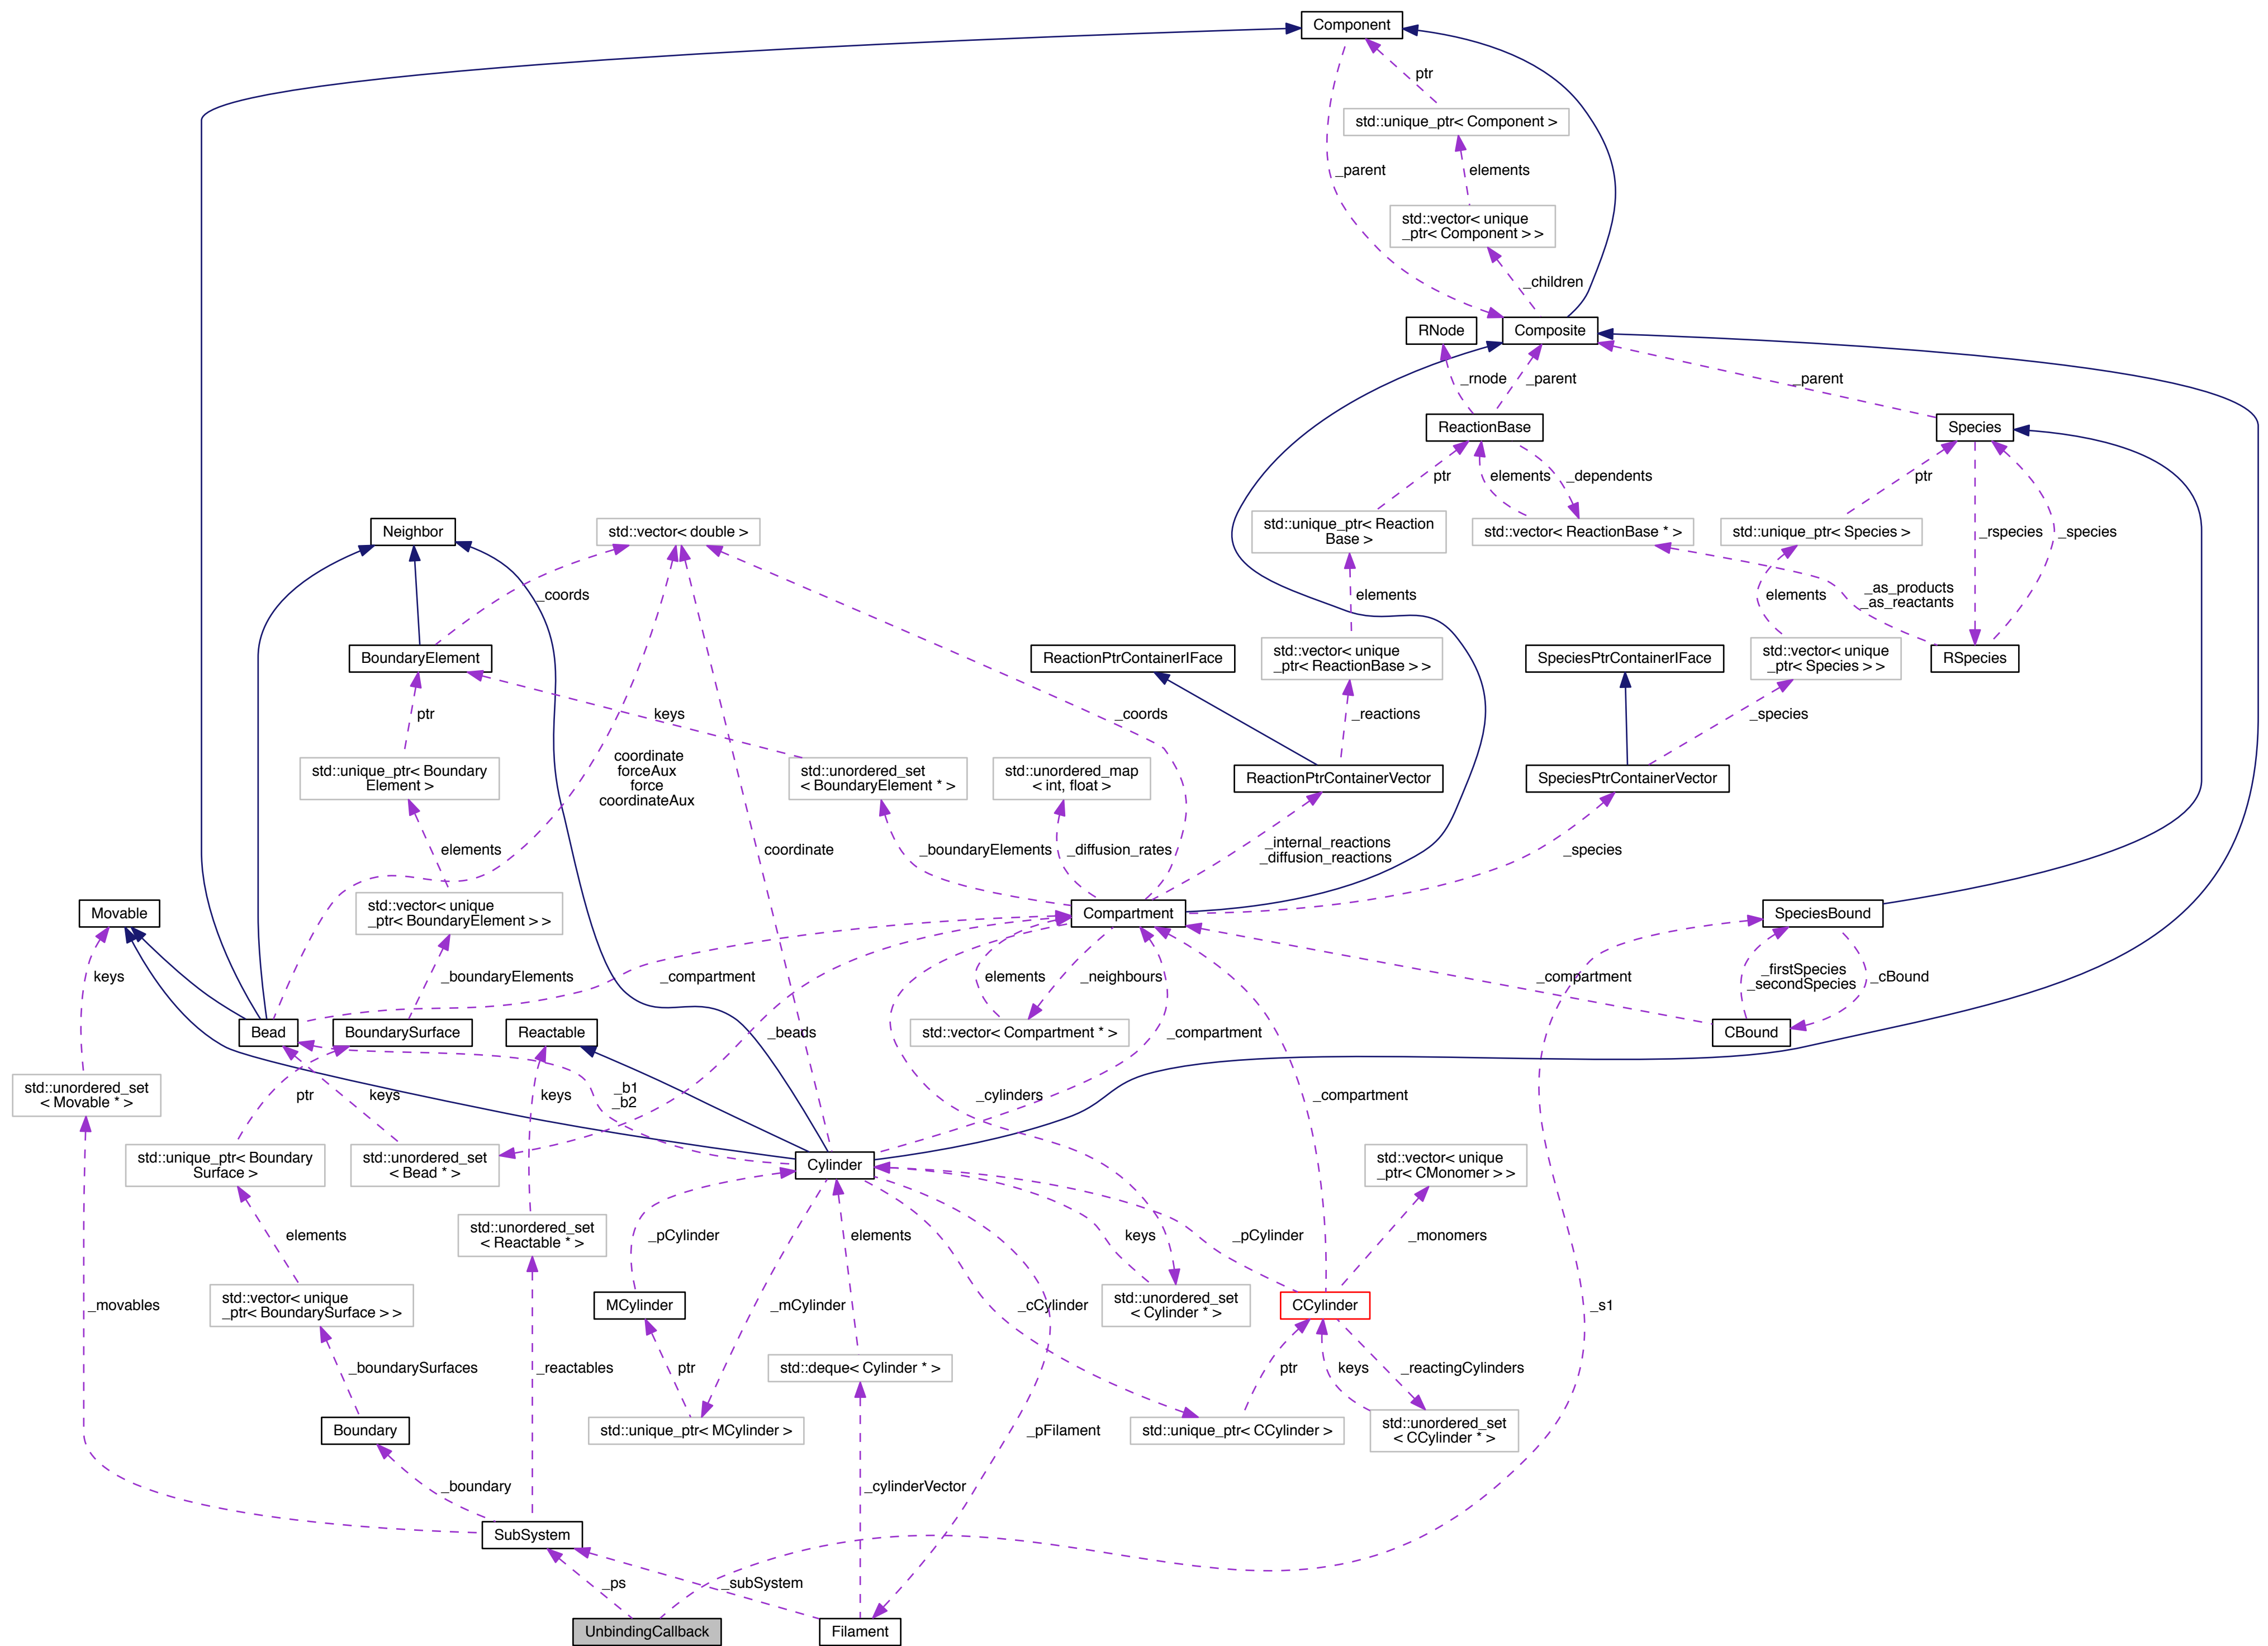 Component
ptr
std::unique_ptr< Component >
_parent
elements
std::vector< unique
_ptr< Component > >
_children
RNode
Composite
_rnode
_parent
_parent
ReactionBase
Species
ptr
elements
_dependents
ptr
Neighbor
std::vector< double >
std::unique_ptr< Reaction
Base >
std::vector< ReactionBase * >
std::unique_ptr< Species >
_rspecies
_species
_coords
elements
_as_products
_as_reactants
elements
BoundaryElement
ReactionPtrContainerIFace
std::vector< unique
_ptr< ReactionBase > >
SpeciesPtrContainerIFace
std::vector< unique
_ptr< Species > >
RSpecies
ptr
keys
_coords
_reactions
_species
coordinate
forceAux
force
coordinateAux
std::unique_ptr< Boundary
Element >
std::unordered_set
< BoundaryElement * >
std::unordered_map
< int, float >
ReactionPtrContainerVector
SpeciesPtrContainerVector
elements
coordinate
_boundaryElements
_diffusion_rates
_internal_reactions
_diffusion_reactions
_species
Movable
std::vector< unique
_ptr< BoundaryElement > >
Compartment
SpeciesBound
keys
_boundaryElements
_compartment
elements
_neighbours
_compartment
_firstSpecies
_secondSpecies
_cBound
Bead
BoundarySurface
Reactable
_beads
std::vector< Compartment * >
_compartment
CBound
std::unordered_set
< Movable * >
ptr
keys
keys
_b1
_b2
_cylinders
_compartment
std::unique_ptr< Boundary
Surface >
std::unordered_set
< Bead * >
Cylinder
std::vector< unique
_ptr< CMonomer > >
elements
std::unordered_set
< Reactable * >
_pCylinder
elements
keys
_pCylinder
_monomers
_movables
std::vector< unique
_ptr< BoundarySurface > >
MCylinder
_mCylinder
_cCylinder
std::unordered_set
< Cylinder * >
CCylinder
_s1
_boundarySurfaces
_reactables
ptr
std::deque< Cylinder * >
ptr
keys
_reactingCylinders
Boundary
std::unique_ptr< MCylinder >
_pFilament
std::unique_ptr< CCylinder >
std::unordered_set
< CCylinder * >
_boundary
_cylinderVector
SubSystem
_ps
_subSystem
UnbindingCallback
Filament